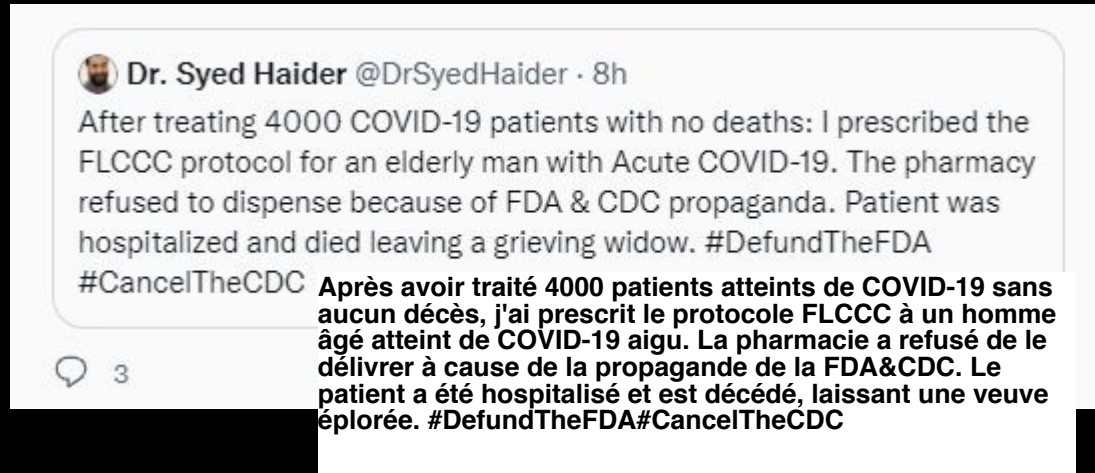 Dr. Syed Haider @DrSyedHaider · 8h
After treating 4000 COVID-19 patients with no deaths: I prescribed the
FLCCC protocol for an elderly man with Acute COVID-19. The pharmacy
refused to dispense because of FDA & CDC propaganda. Patient was
hospitalized and died leaving a grieving widow. #DefundTheFDA
#CancelTheCDC
Après avoir traité 4000 patients atteints de COVID-19 sans
aucun décès, j'ai prescrit le protocole FLCCC à un homme
âgé atteint de COVID-19 aigu. La pharmacie a refusé de le
délivrer à cause de la propagande de la FDA&CDC. Le
patient a été hospitalisé et est décédé, laissant une veuve
éplorée. #DefundTheFDA#CancelTheCDC
3